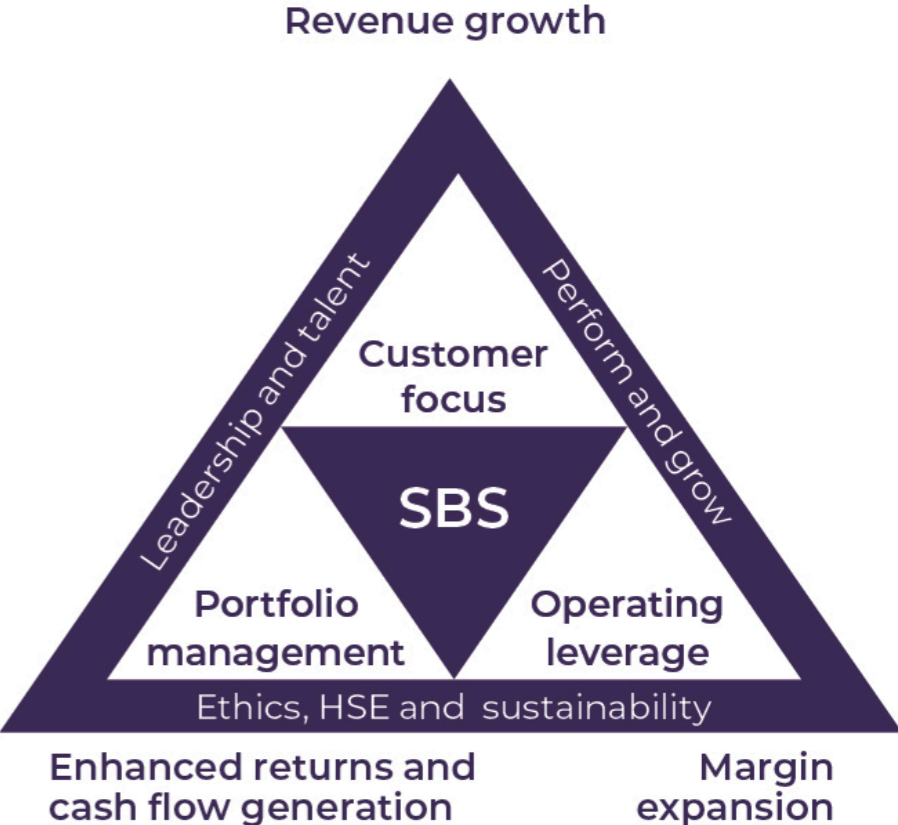 Revenue growth
Leadership and talent
Perform and grow
Customer
focus
SBS
Portfolio
management
Operating
leverage
Ethics, HSE and sustainability
Enhanced returns and
cash flow generation
Margin
expansion